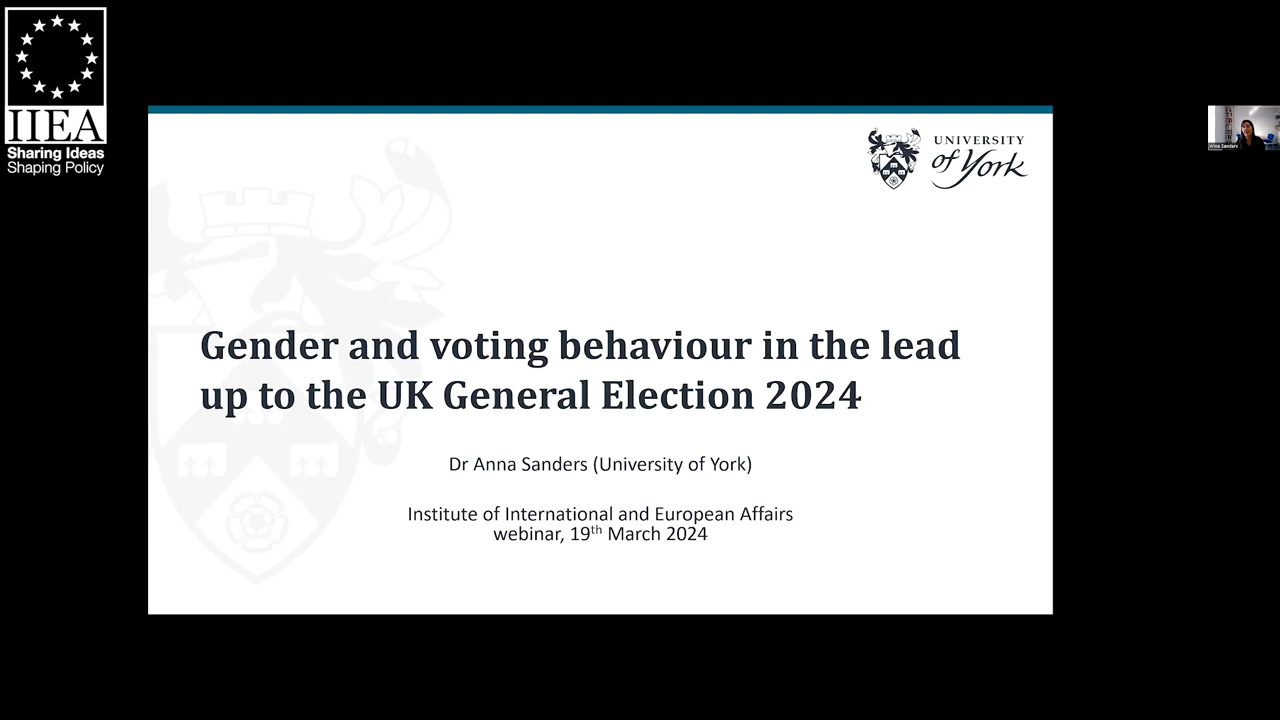 IIEA
Sharing Ideas
Shaping Policy
UNIVERSITY
of York
Anna Sanders
Gender and voting behaviour in the lead
up to the UK General Election 2024
Dr Anna Sanders (University of York)
Institute of International and European Affairs
webinar, 19th March 2024